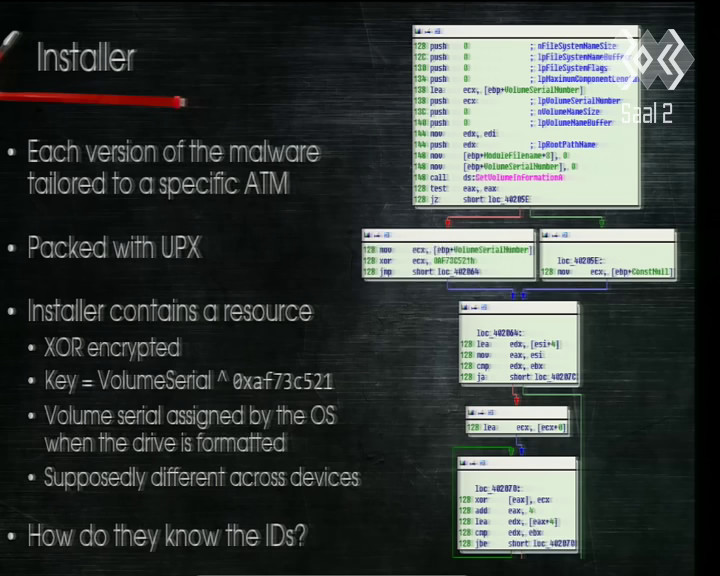 Installer
• Each version of the malware
tailored to a specific ATM
• Packed with UPX
• Installer contains a resource
• XOR encrypted
• Key = VolumeSerial ^ 0xaf73c521
• Volume serial assigned by the OS
when the drive is formatted
• Supposedly different across devices
• How do they know the IDs?
Saal 2
128 push 0 ; nFileSystemNameSize
12C push 0 ; lpFileSystemNameBuffe
130 push 0 ; lpFileSystemFlags
134 push 0 ; lpMaximumComponentLen
138 lea ecx, [ebp+VolumeSerialNumber]
138 push ecx ; lpVolumeSerialNumber
13C push 0 ; nVolumeNameSize
140 push 0 ; lpVolumeNameBuffer
144 mov edx, edi
144 push edx ; lpRootPathName
148 mov [ebp+ModuleFilename+3], 0
148 mov [ebp+VolumeSerialNumber], 0
148 call ds:GetVolumeInformationA
128 test eax, eax
128 jz short loc_40205E
128 mov ecx, [ebp+VolumeSerialNumber]
128 xor ecx, 0AF73C521h
128 jmp short loc_402064
loc_40205E:
128 mov ecx, [ebp+ConstNull]
loc_402064:
128 lea edx, [esi+4]
128 mov eax, esi
128 cmp edx, ebx
128 ja short loc_40207C
128 lea ecx, [ecx+0]
loc_402070:
128 xor [eax], ecx
128 add eax, 4
128 lea edx, [eax+4]
128 cmp edx, ebx
128 jbe short loc_402070